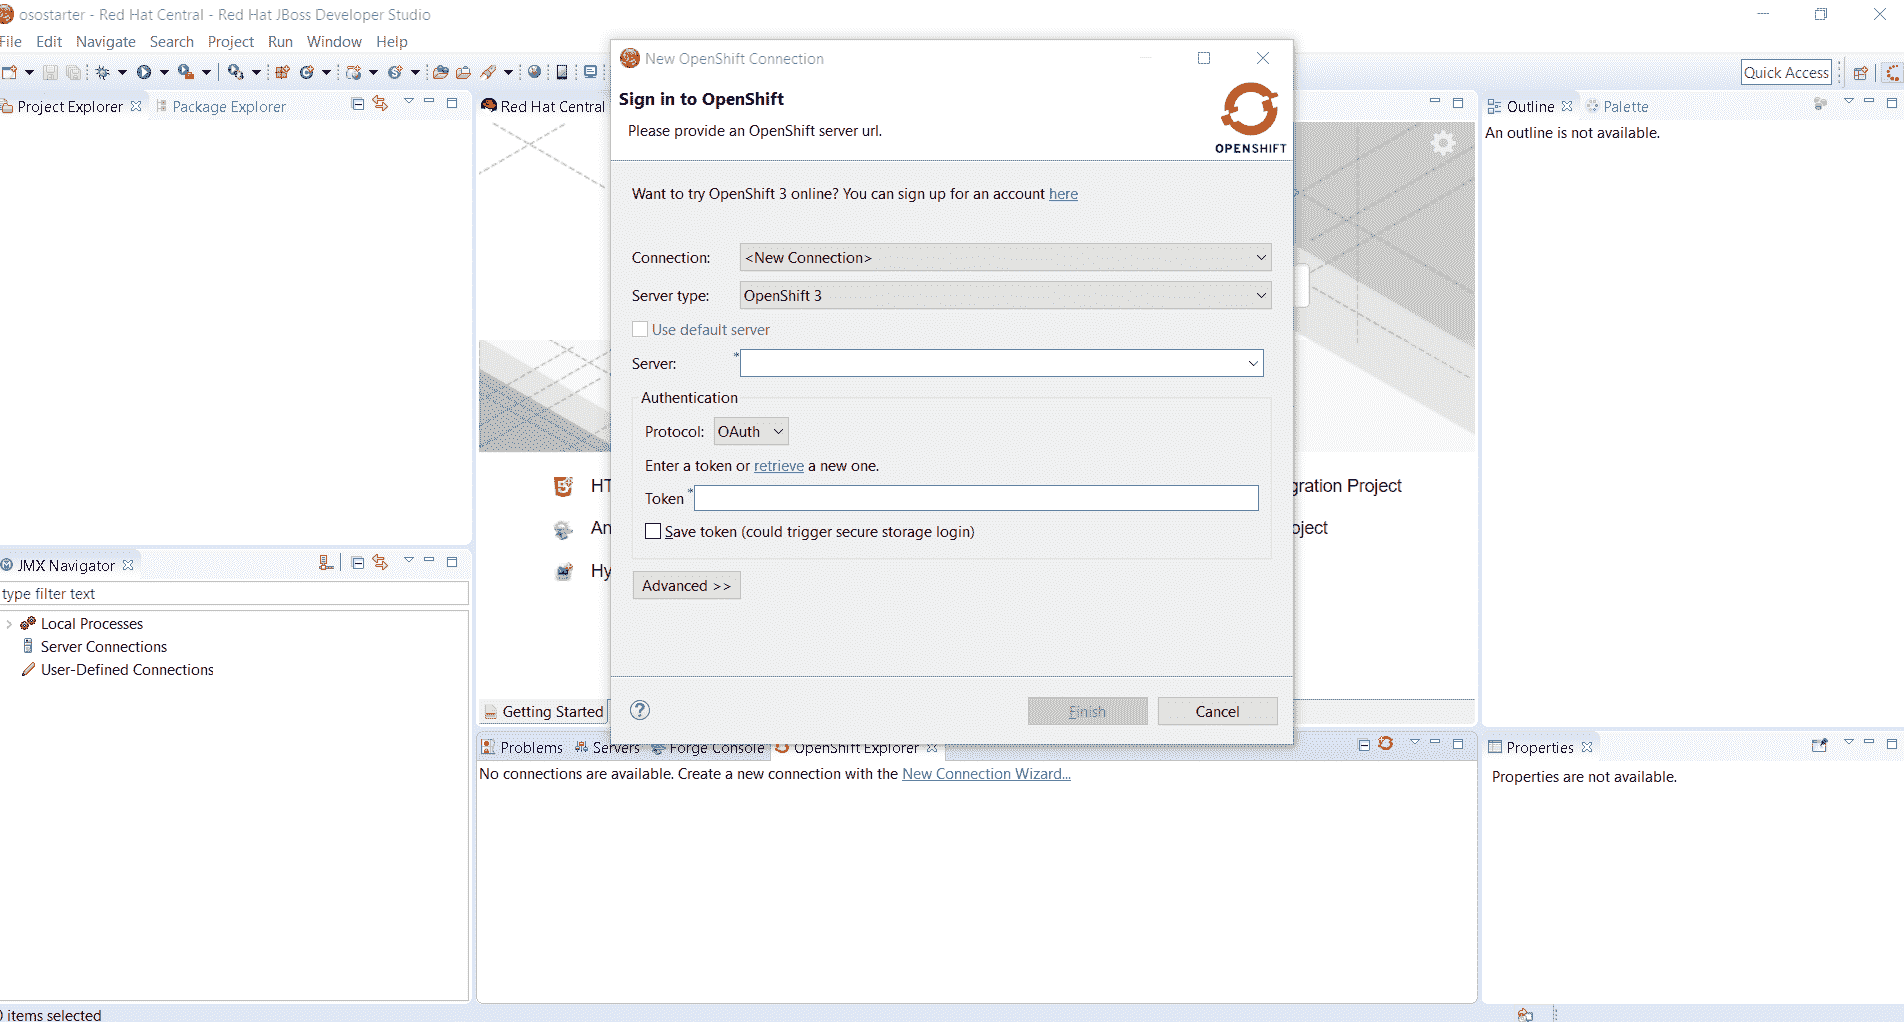 osostarter - Red Hat Central - Red Hat JBoss Developer Studio
File Edit Navigate Search Project Run Window Help
Quick Access
Project Explorer Package Explorer
Red Hat Central
Outline Palette
An outline is not available.
New OpenShift Connection
Sign in to OpenShift
Please provide an OpenShift server url.
OPENSHIFT
Want to try OpenShift 3 online? You can sign up for an account here
Connection: <New Connection>
Server type: OpenShift 3
Use default server
Server: *
Authentication
Protocol: OAuth
Enter a token or retrieve a new one.
Token *
Save token (could trigger secure storage login)
Advanced >>
Finish Cancel
HT
An
Hy
gration Project
oject
Getting Started
JMX Navigator
type filter text
Local Processes
Server Connections
User-Defined Connections
Problems Servers Forge Console OpenShift Explorer
No connections are available. Create a new connection with the New Connection Wizard...
Properties
Properties are not available.
0 items selected